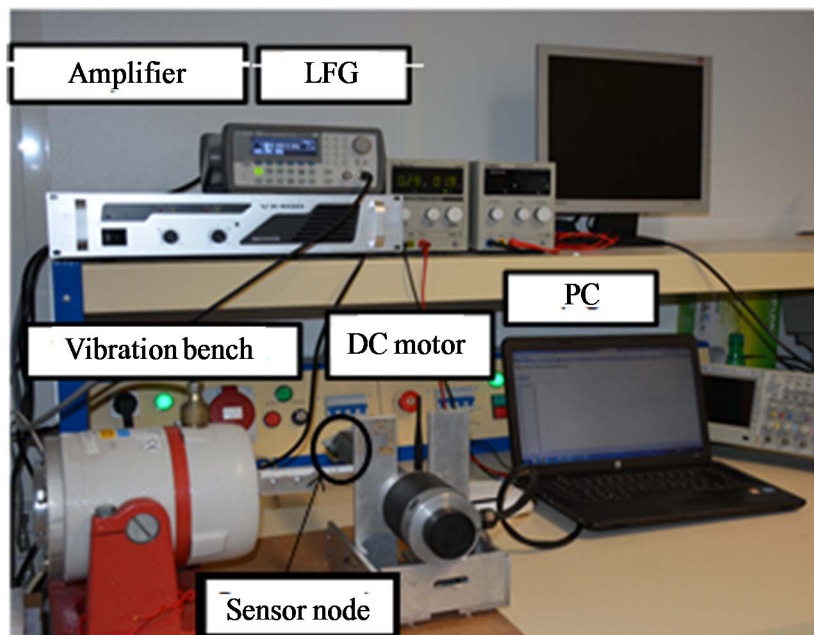 Amplifier
LFG
PC
Vibration bench
DC motor
Sensor node